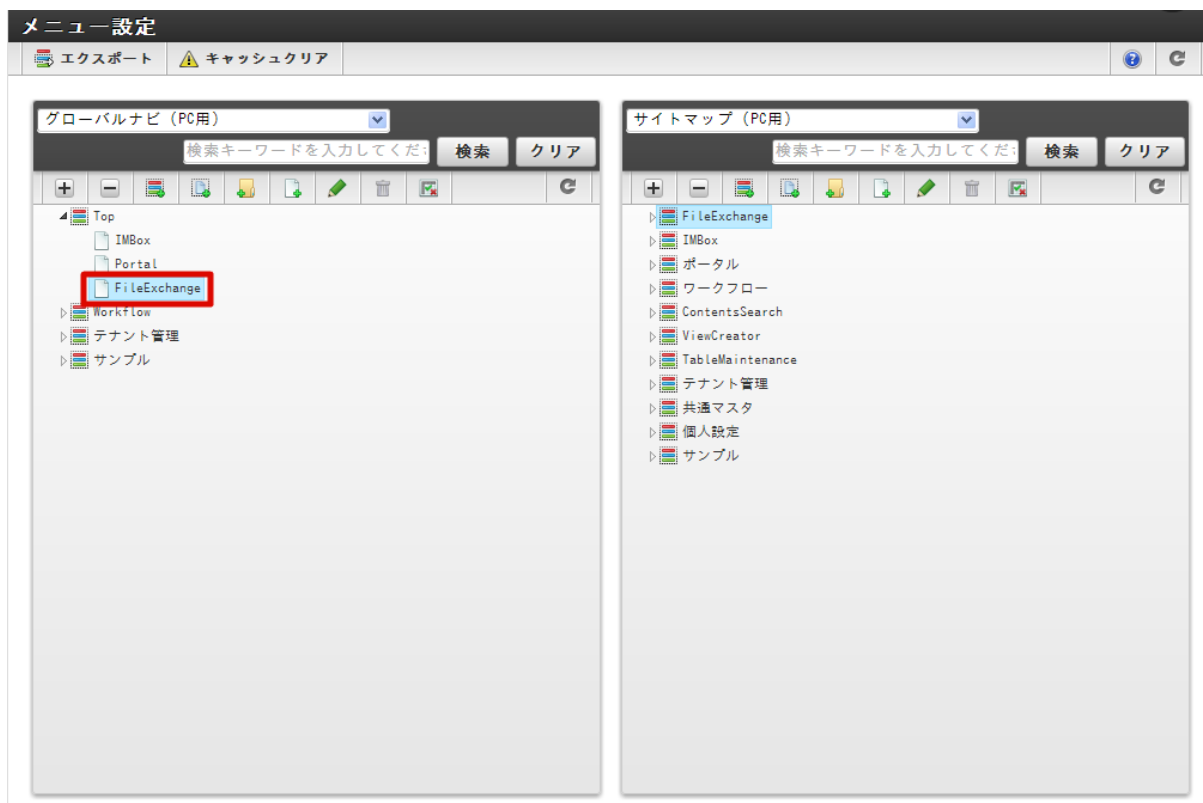 メニュー設定
エクスポート キャッシュクリア
グローバルナビ (PC用)
検索キーワードを入力してくだ 検索 クリア
Top
IMBox
Portal
FileExchange
Workflow
テナント管理
サンプル
サイトマップ (PC用)
検索キーワードを入力してくだ 検索 クリア
FileExchange
IMBox
ポータル
ワークフロー
ContentsSearch
ViewCreator
TableMaintenance
テナント管理
共通マスタ
個人設定
サンプル